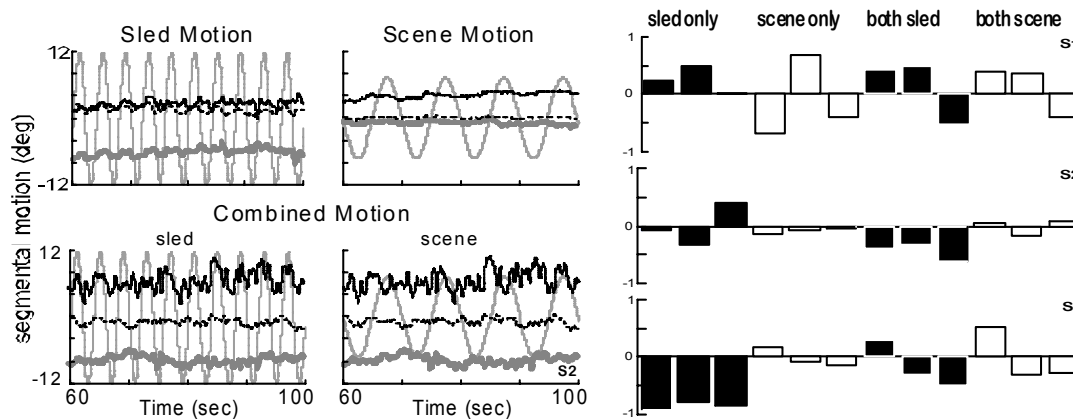 Sled Motion
Scene Motion
12
-12
segmental motion (deg)
Combined Motion
sled
scene
12
-12
S2
60
100
60
100
Time (sec)
Time (sec)
sled only
scene only
both sled
both scene
1
0
-1
1
0
-1
1
0
-1
S2